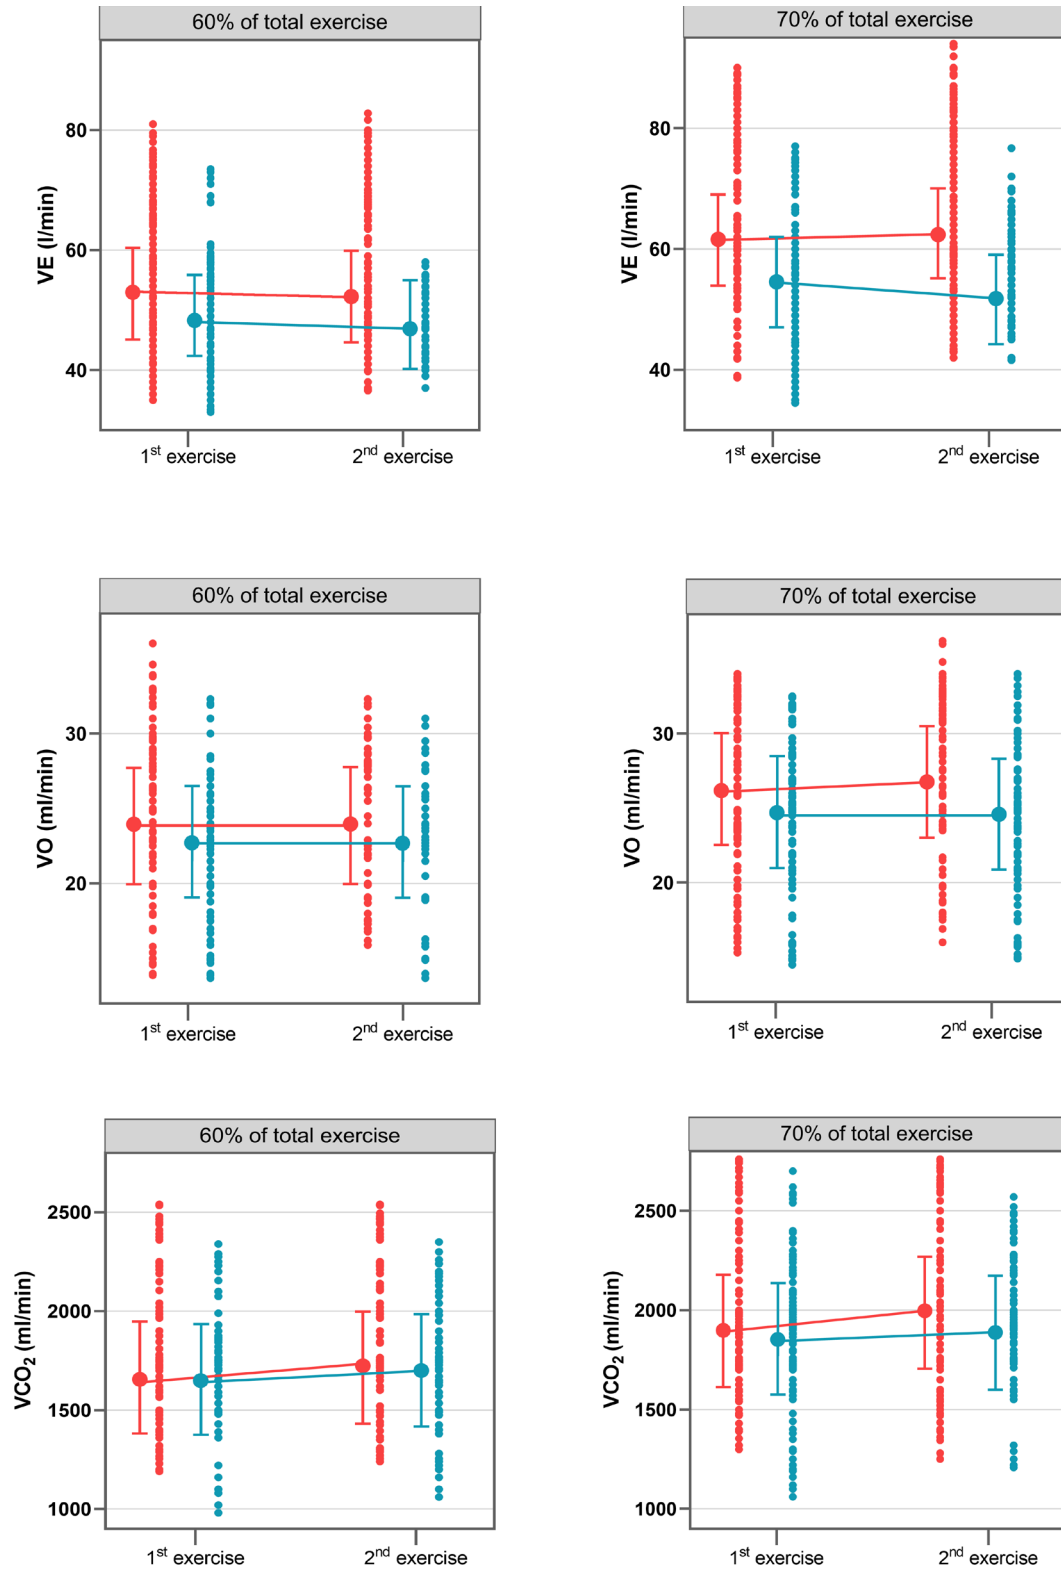 60% of total exercise
70% of total exercise
VE (l/min)
80
60
40
1st exercise
2nd exercise
VE (l/min)
80
60
40
1st exercise
2nd exercise
60% of total exercise
70% of total exercise
VO (ml/min)
30
20
1st exercise
2nd exercise
VO (ml/min)
30
20
1st exercise
2nd exercise
60% of total exercise
70% of total exercise
VCO2 (ml/min)
2500
2000
1500
1000
1st exercise
2nd exercise
VCO2 (ml/min)
2500
2000
1500
1000
1st exercise
2nd exercise